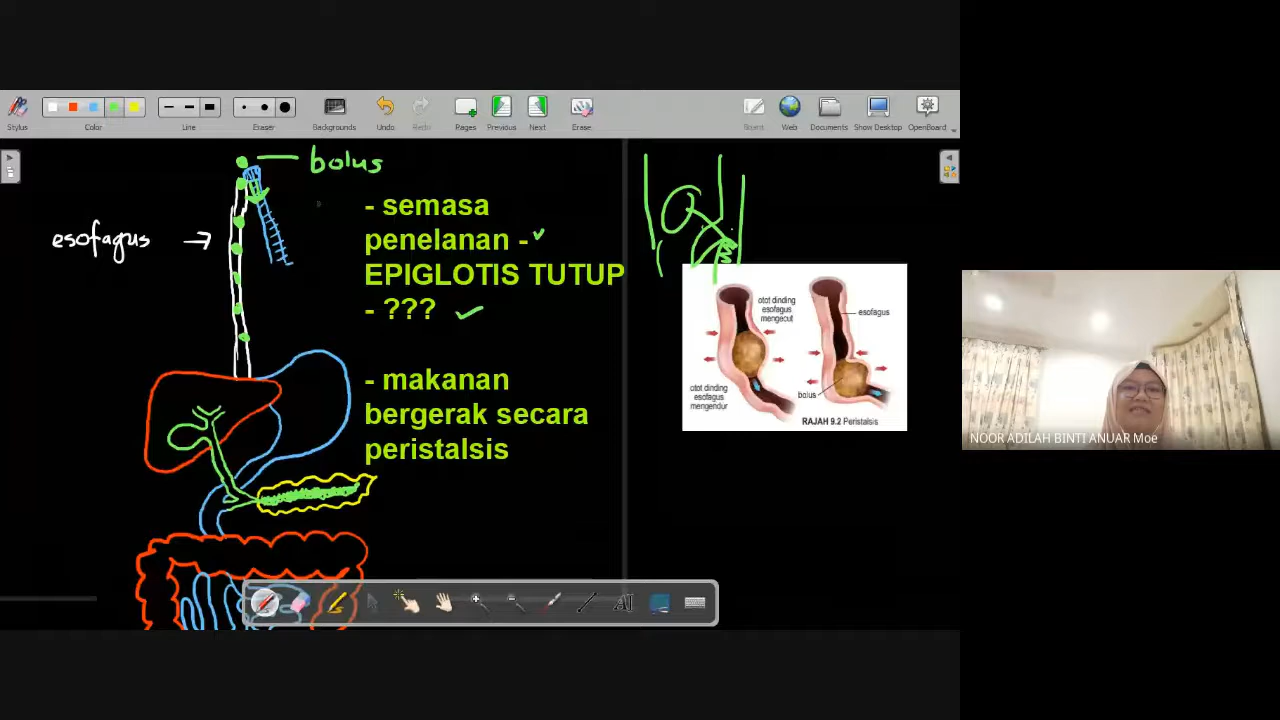 Stylus
Color
Line
Eraser
Backgrounds
Undo
Redo
Pages
Previous
Next
Erase
Board
Web
Documents
Show Desktop
OpenBoard
bolus
- semasa
penelanan -
EPIGLOTIS TUTUP
- ???
esofagus
- makanan
bergerak secara
peristalsis
otot dinding
esofagus
mengecut
esofagus
otot dinding
esofagus
mengendur
bolus
RAJAH 9.2 Peristalsis
NOOR ADILAH BINTI ANUAR Moe